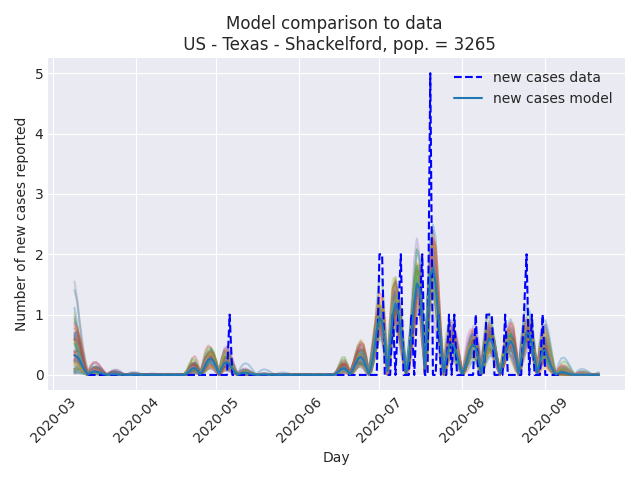 Model comparison to data
US - Texas - Shackelford, pop. = 3265
new cases data
new cases model
Number of new cases reported
5
4
3
2
1
0
2020-03
2020-04
2020-05
2020-06
2020-07
2020-08
2020-09
Day